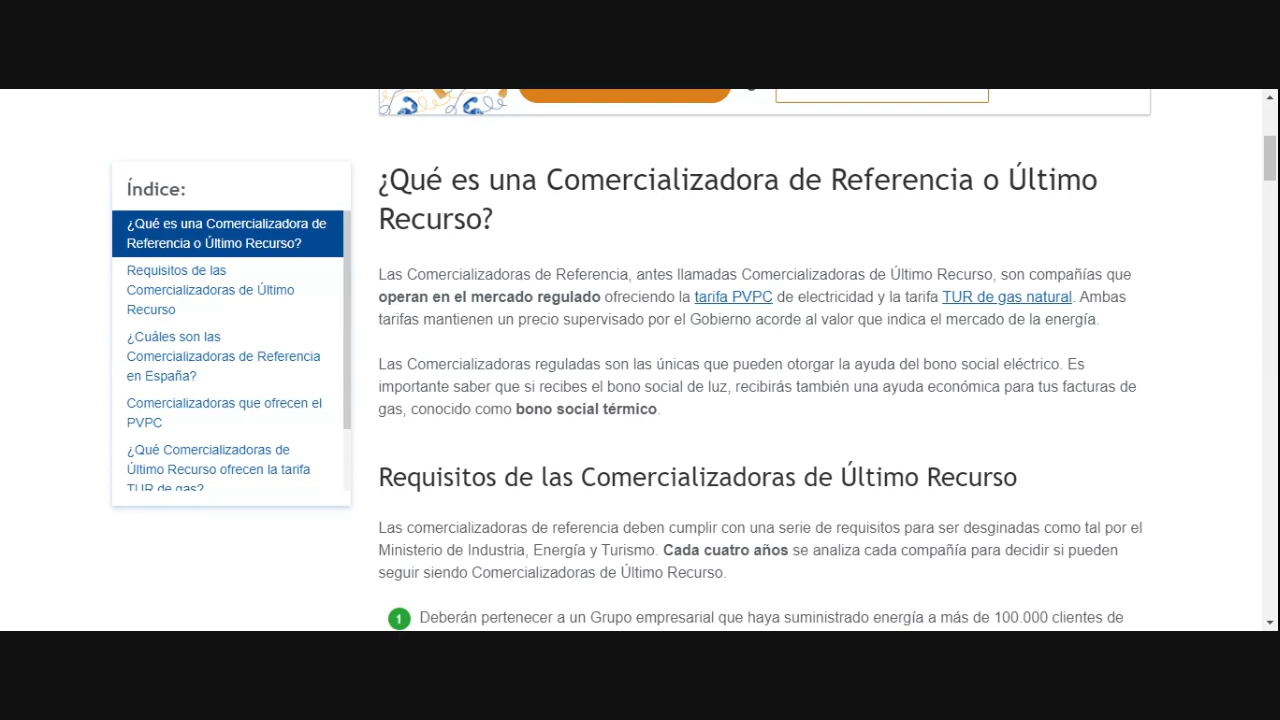 Índice:
¿Qué es una Comercializadora de
Referencia o Último Recurso?
Requisitos de las
Comercializadoras de Último
Recurso
¿Cuáles son las
Comercializadoras de Referencia
en España?
Comercializadoras que ofrecen el
PVPC
¿Qué Comercializadoras de
Último Recurso ofrecen la tarifa
TUR de gas?
¿Qué es una Comercializadora de Referencia o Último
Recurso?
Las Comercializadoras de Referencia, antes llamadas Comercializadoras de Último Recurso, son compañías que
operan en el mercado regulado ofreciendo la tarifa PVPC de electricidad y la tarifa TUR de gas natural. Ambas
tarifas mantienen un precio supervisado por el Gobierno acorde al valor que indica el mercado de la energía.
Las Comercializadoras reguladas son las únicas que pueden otorgar la ayuda del bono social eléctrico. Es
importante saber que si recibes el bono social de luz, recibirás también una ayuda económica para tus facturas de
gas, conocido como bono social térmico.
Requisitos de las Comercializadoras de Último Recurso
Las comercializadoras de referencia deben cumplir con una serie de requisitos para ser desginadas como tal por el
Ministerio de Industria, Energía y Turismo. Cada cuatro años se analiza cada compañía para decidir si pueden
seguir siendo Comercializadoras de Último Recurso.
1 Deberán pertenecer a un Grupo empresarial que haya suministrado energía a más de 100.000 clientes de